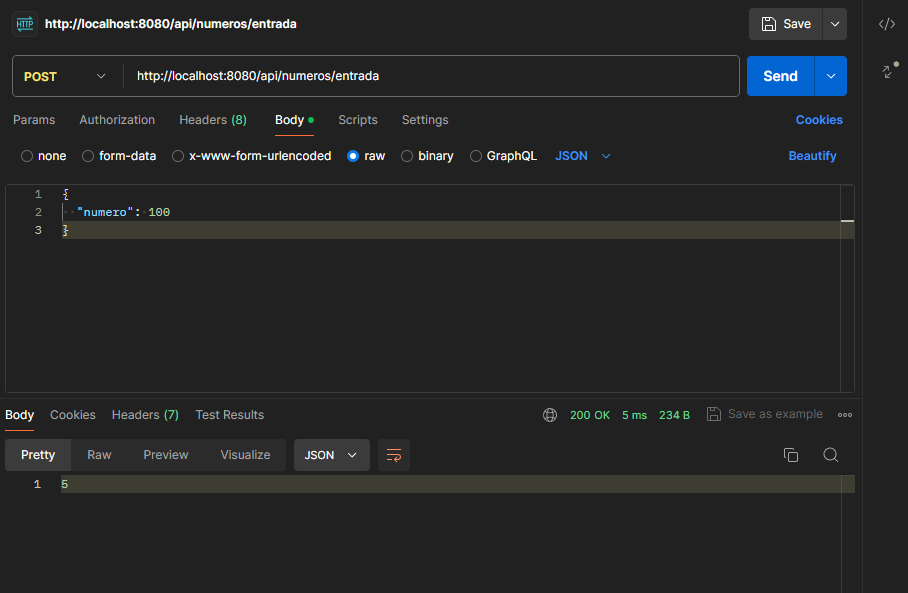 HTTP http://localhost:8080/api/numeros/entrada Save
POST http://localhost:8080/api/numeros/entrada Send
Params Authorization Headers (8) Body Scripts Settings Cookies
none form-data x-www-form-urlencoded raw binary GraphQL JSON Beautify
1 {
2 "numero": 100
3 }
Body Cookies Headers (7) Test Results 200 OK 5 ms 234 B Save as example
Pretty Raw Preview Visualize JSON
1 5